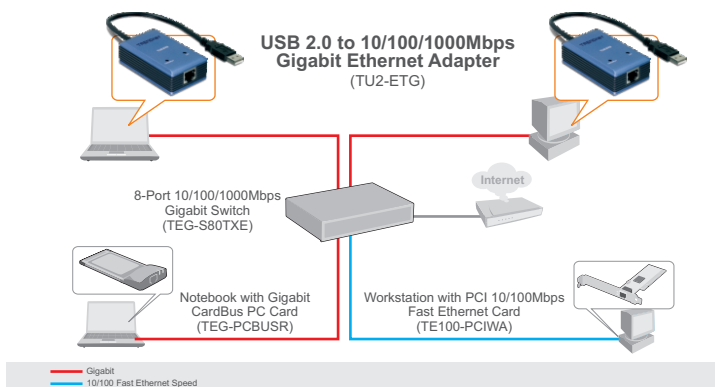 USB 2.0 to 10/100/1000Mbps
Gigabit Ethernet Adapter
(TU2-ETG)
Internet
8-Port 10/100/1000Mbps
Gigabit Switch
(TEG-S80TXE)
Notebook with Gigabit
CardBus PC Card
(TEG-PCBUSR)
Workstation with PCI 10/100Mbps
Fast Ethernet Card
(TE100-PCIWA)
Gigabit
10/100 Fast Ethernet Speed